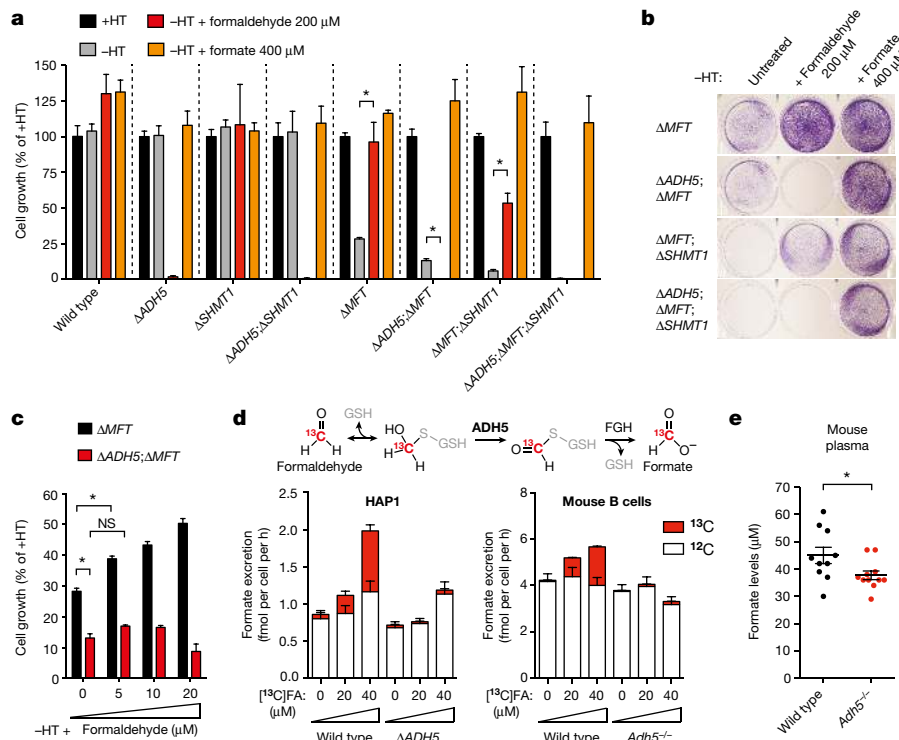 a
+HT
–HT + formaldehyde 200 μM
–HT
–HT + formate 400 μM
Cell growth (% of +HT)
150
125
100
75
50
25
0
*
*
*
Wild type
ΔADH5
ΔSHMT1
ΔADH5;ΔSHMT1
ΔMFT
ΔADH5;ΔMFT
ΔMFT;ΔSHMT1
ΔADH5;ΔMFT;ΔSHMT1
b
–HT:
Untreated
+ Formaldehyde
200 μM
+ Formate
400 μM
ΔMFT
ΔADH5;
ΔMFT
ΔMFT;
ΔSHMT1
ΔADH5;
ΔMFT;
ΔSHMT1
c
ΔMFT
ΔADH5;ΔMFT
Cell growth (% of +HT)
60
50
40
30
20
10
0
*
NS
*
0 5 10 20
–HT + Formaldehyde (μM)
d
O
13C
H H
Formaldehyde
GSH
HO
S
13C
GSH
H H
ADH5
S
O=13C
GSH
H
FGH
GSH
O
13C
H O–
Formate
HAP1
Formate excretion
(fmol per cell per h)
2.5
2.0
1.5
1.0
0.5
0.0
[13C]FA: 0 20 40 0 20 40
(μM)
Wild type ΔADH5
Mouse B cells
13C
12C
Formate excretion
(fmol per cell per h)
8
6
4
2
0
[13C]FA: 0 20 40 0 20 40
(μM)
Wild type Adh5–/–
e
Mouse
plasma
*
Formate levels (μM)
70
60
50
40
30
20
10
0
Wild type
Adh5–/–